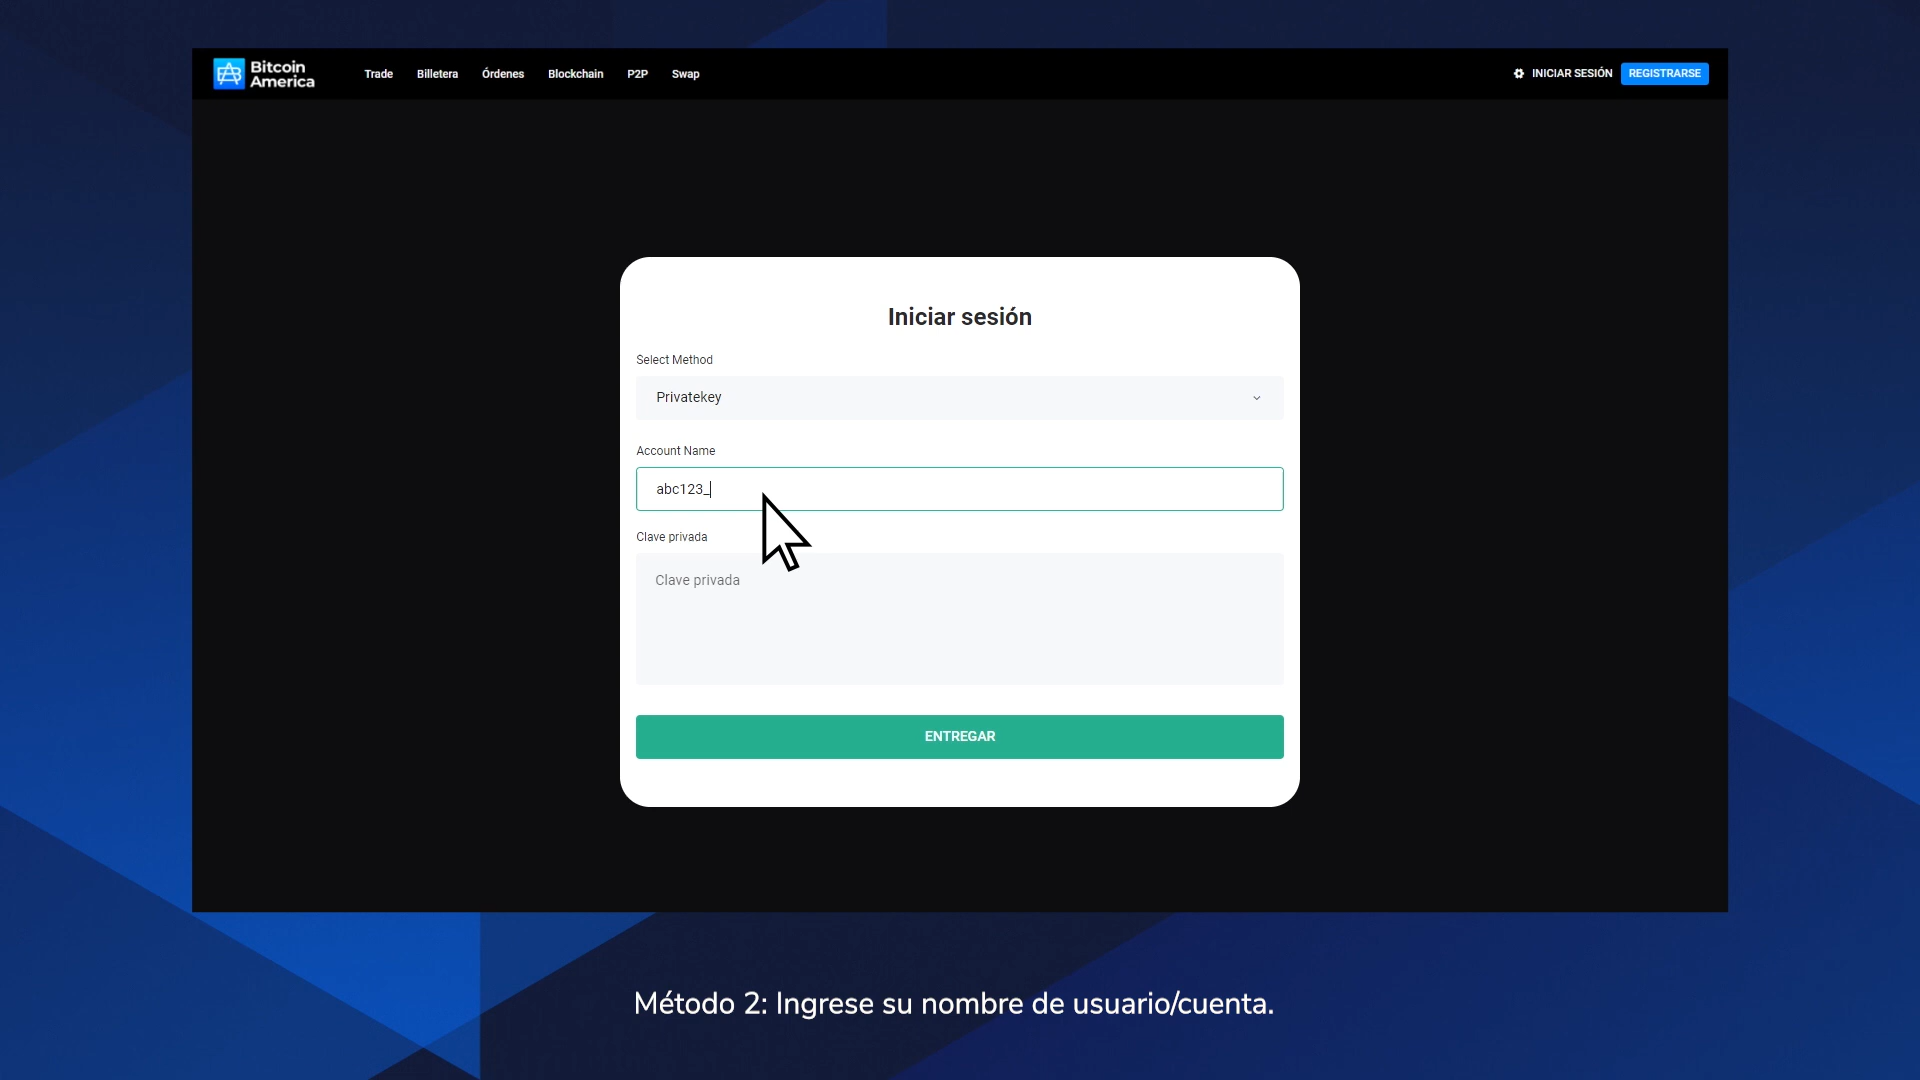 Bitcoin
America
Trade Billetera Órdenes Blockchain P2P Swap INICIAR SESIÓN REGISTRARSE
Iniciar sesión
Select Method
Privatekey
Account Name
abc123_
Clave privada
Clave privada
ENTREGAR
Método 2: Ingrese su nombre de usuario/cuenta.